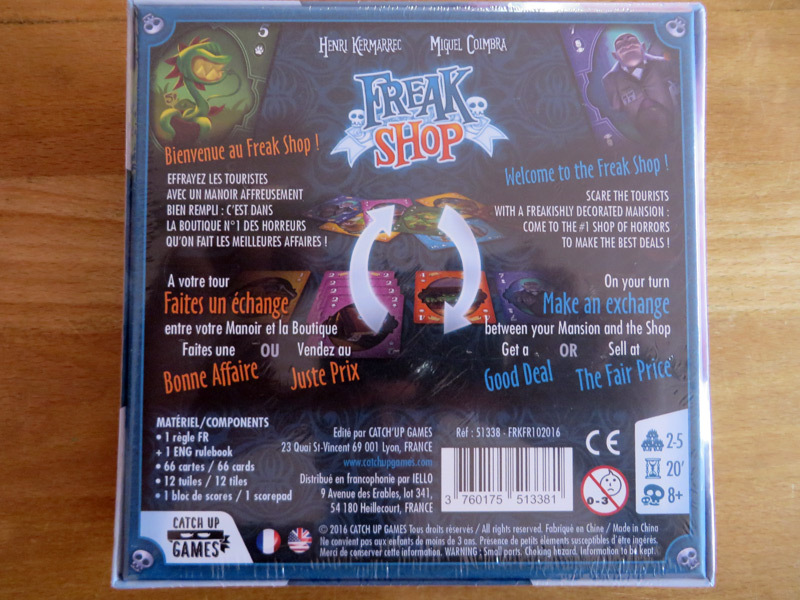 5
HENRI KERMARREC MIGUEL COIMBRA
FREAK
SHOP
Bienvenue au Freak Shop !
EFFRAYEZ LES TOURISTES
AVEC UN MANOIR AFFREUSEMENT
BIEN REMPLI : C'EST DANS
LA BOUTIQUE N°1 DES HORREURS
QU'ON FAIT LES MEILLEURES AFFAIRES !
Welcome to the Freak Shop !
SCARE THE TOURISTS
WITH A FREAKISHLY DECORATED MANSION :
COME TO THE #1 SHOP OF HORRORS
TO MAKE THE BEST DEALS !
A votre tour
Faites un échange
entre votre Manoir et la Boutique
Faites une OU Vendez au
Bonne Affaire Juste Prix
On your turn
Make an exchange
between your Mansion and the Shop
Get a OR Sell at
Good Deal The Fair Price
MATÉRIEL/COMPONENTS
• 1 règle FR
+ 1 ENG rulebook
• 66 cartes / 66 cards
• 12 tuiles / 12 tiles
• 1 bloc de scores / 1 scorepad
Edité par CATCH'UP GAMES
23 Quai St-Vincent 69 001 Lyon, FRANCE
www.catchupgames.com
Distribué en francophonie par IELLO
9 Avenue des Erables, lot 341,
54 180 Heillecourt, FRANCE
Réf : 51338 - FRKFR102016
3 760175 513381
CE
0-3
2-5
20'
8+
CATCH UP
GAMES
© 2016 CATCH UP GAMES Tous droits réservés / All rights reserved. Fabriqué en Chine / Made in China
Ne convient pas aux enfants de moins de 3 ans. Présence de petits éléments susceptibles d'être ingérés.
Merci de conserver cette information. WARNING : Small parts. Choking hazard. Information to be kept.